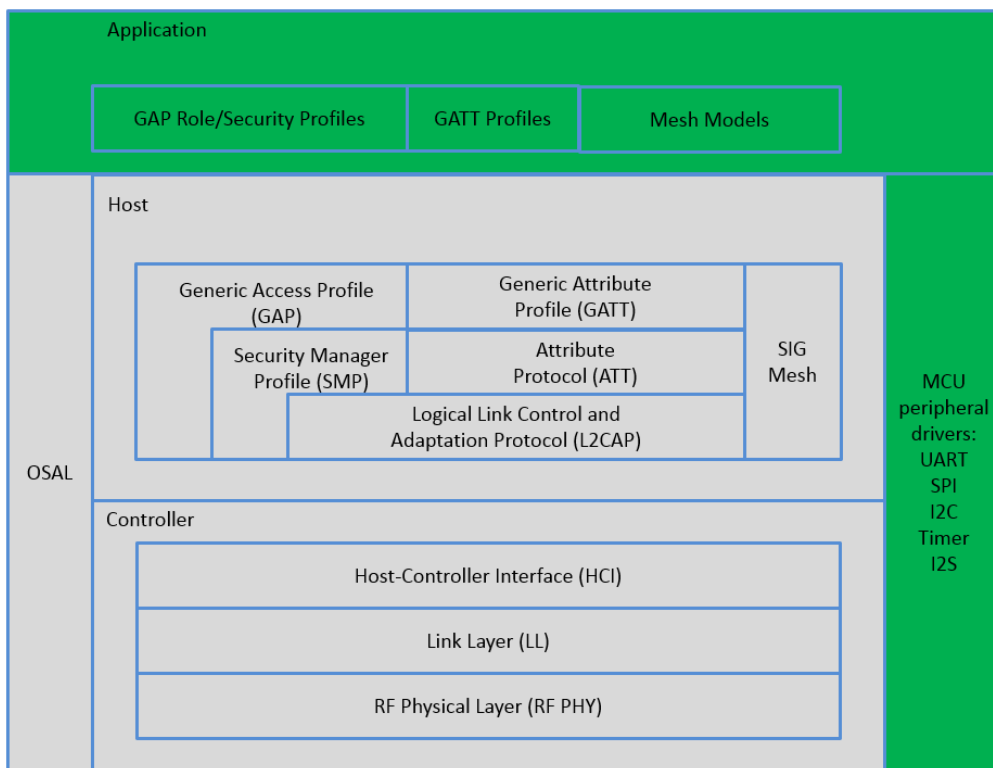 Application
GAP Role/Security Profiles
GATT Profiles
Mesh Models
Host
Generic Access Profile
(GAP)
Generic Attribute
Profile (GATT)
Security Manager
Profile (SMP)
Attribute
Protocol (ATT)
SIG
Mesh
Logical Link Control and
Adaptation Protocol (L2CAP)
OSAL
MCU
peripheral
drivers:
UART
SPI
I2C
Timer
I2S
Controller
Host-Controller Interface (HCI)
Link Layer (LL)
RF Physical Layer (RF PHY)